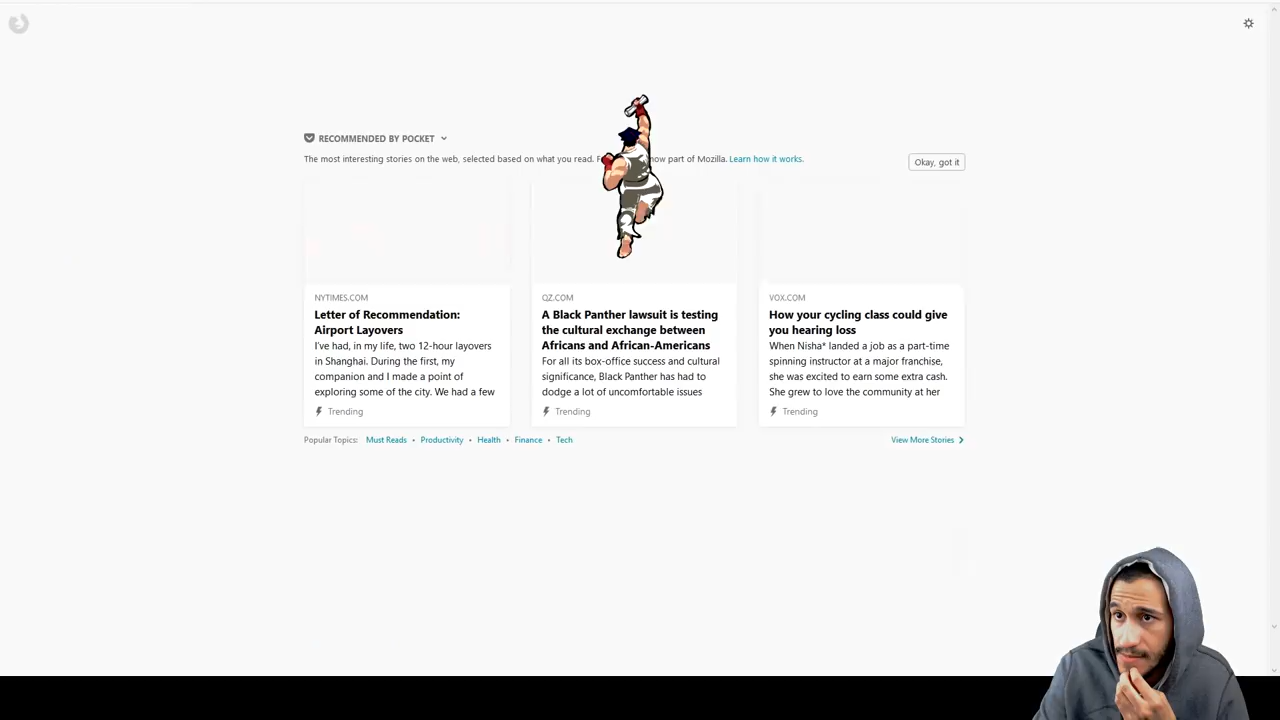 RECOMMENDED BY POCKET
The most interesting stories on the web, selected based on what you read. now part of Mozilla. Learn how it works.
Okay, got it
NYTIMES.COM
Letter of Recommendation:
Airport Layovers
I've had, in my life, two 12-hour layovers
in Shanghai. During the first, my
companion and I made a point of
exploring some of the city. We had a few
Trending
QZ.COM
A Black Panther lawsuit is testing
the cultural exchange between
Africans and African-Americans
For all its box-office success and cultural
significance, Black Panther has had to
dodge a lot of uncomfortable issues
Trending
VOX.COM
How your cycling class could give
you hearing loss
When Nisha* landed a job as a part-time
spinning instructor at a major franchise,
she was excited to earn some extra cash.
She grew to love the community at her
Trending
Popular Topics: Must Reads • Productivity • Health • Finance • Tech
View More Stories